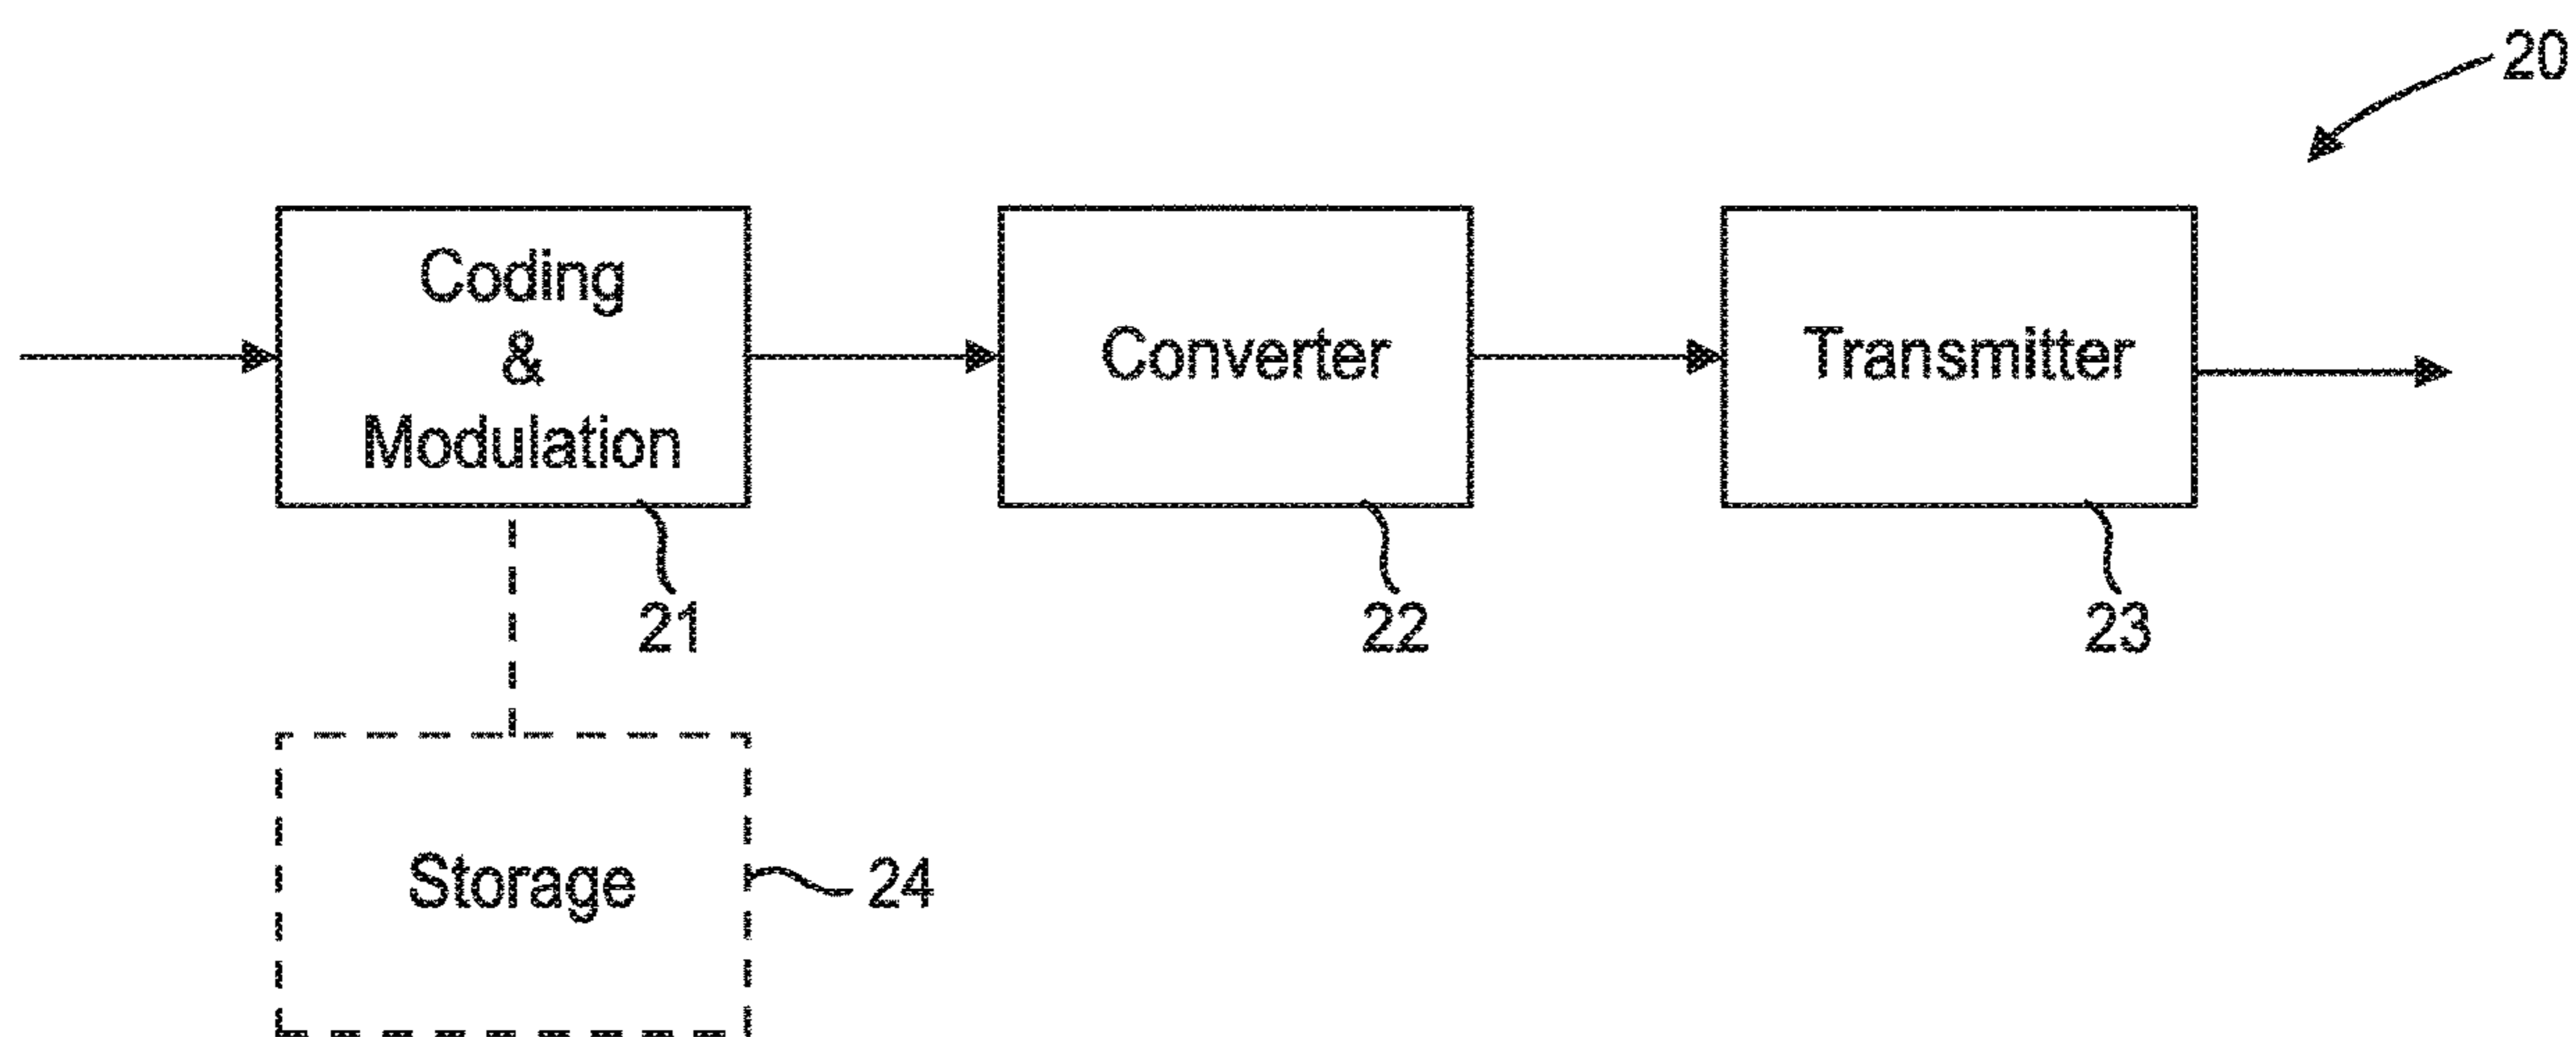 20
Coding
&
Modulation
Converter
Transmitter
21
22
23
Storage
24